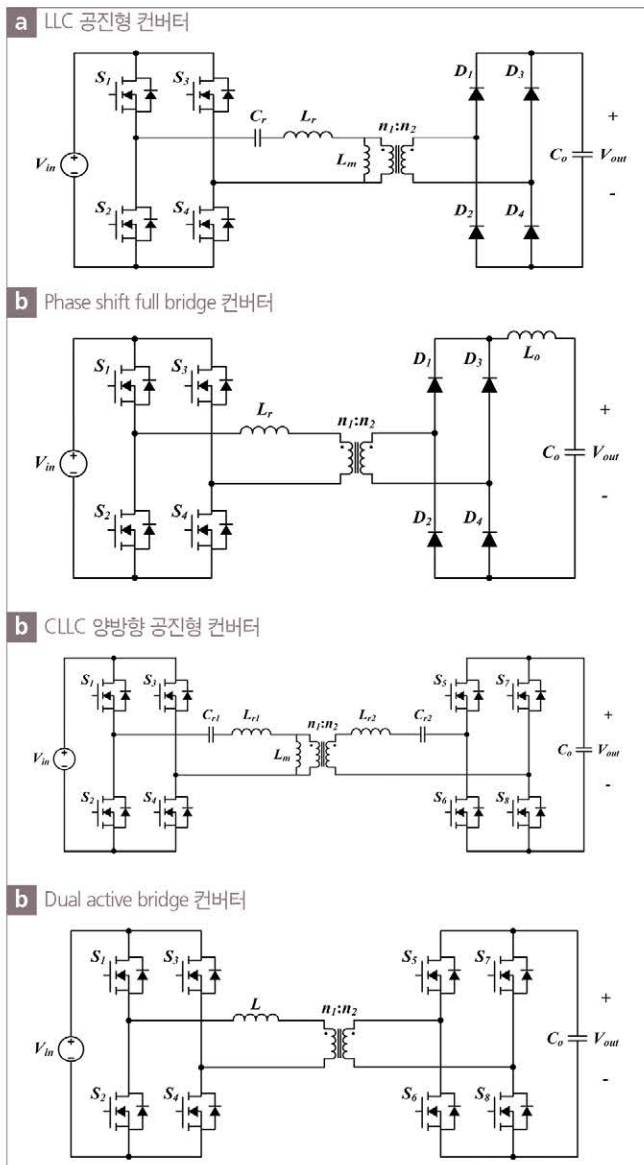 a LLC 공진형 컨버터
S1 S3 D1 D3
Cr Lr n1:n2 +
Vin Lm Co Vout
-
S2 S4 D2 D4
b Phase shift full bridge 컨버터
S1 S3 D1 D3 Lo
Lr n1:n2 +
Vin Co Vout
-
S2 S4 D2 D4
b CLLC 양방향 공진형 컨버터
S1 S3 S5 S7
Cr1 Lr1 n1:n2 Lr2 Cr2 +
Vin Lm Co Vout
-
S2 S4 S6 S8
b Dual active bridge 컨버터
S1 S3 S5 S7
L n1:n2 +
Vin Co Vout
-
S2 S4 S6 S8